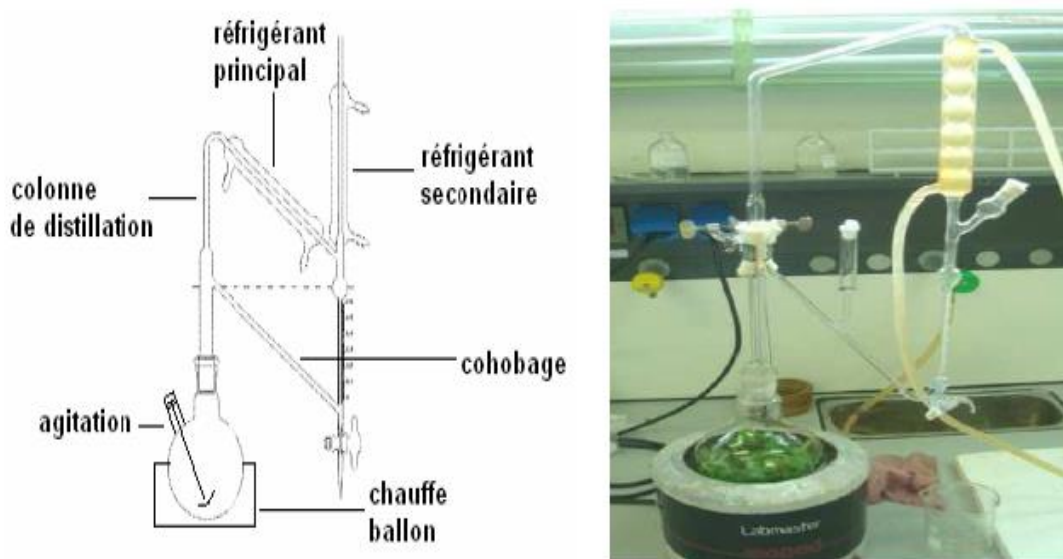 réfrigérant
principal
colonne
de distillation
réfrigérant
secondaire
cohobage
agitation
chauffe
ballon
Labmaster